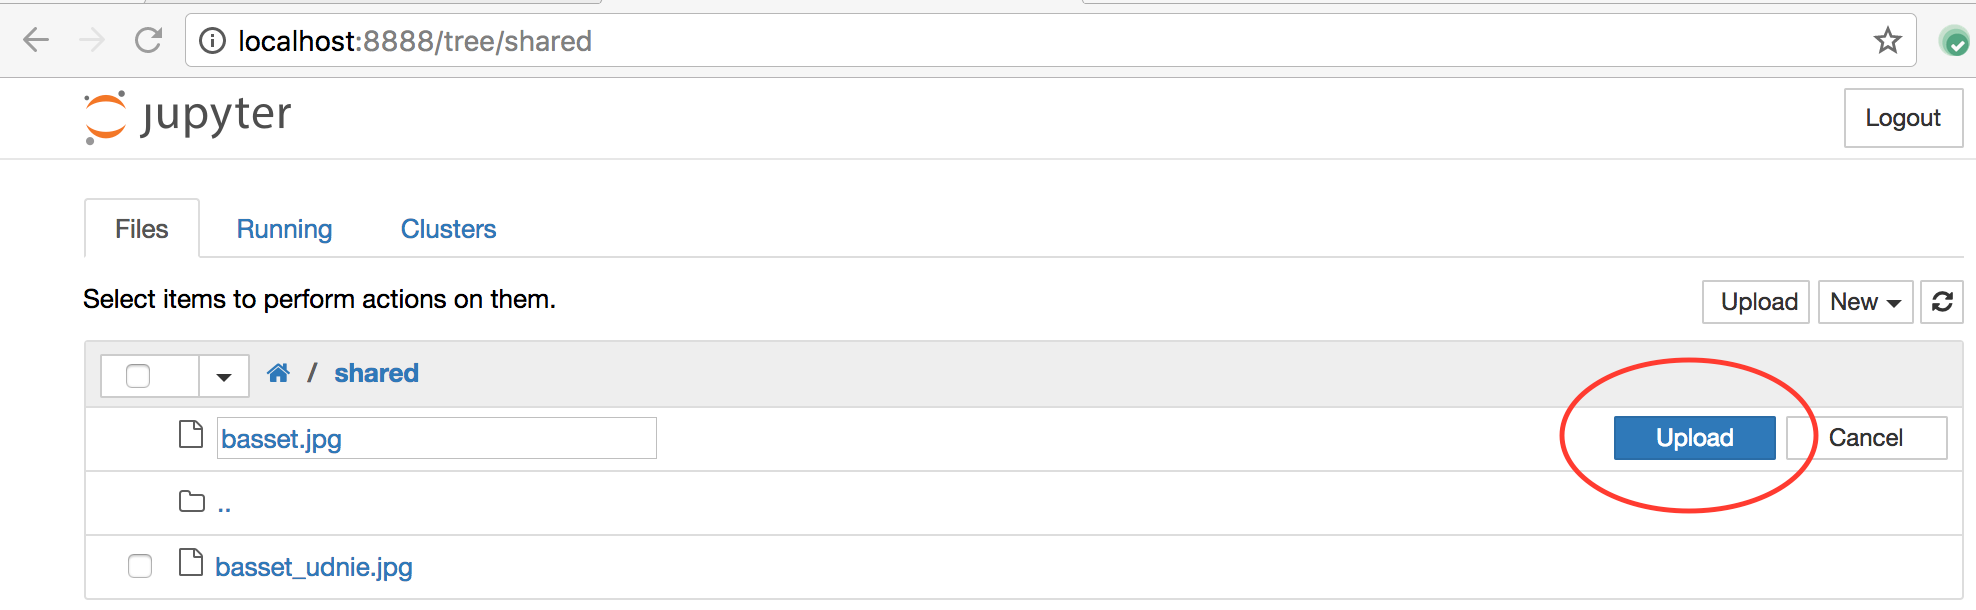 localhost:8888/tree/shared
jupyter
Logout
Files Running Clusters
Select items to perform actions on them.
Upload New
/ shared
basset.jpg Upload Cancel
..
basset_udnie.jpg